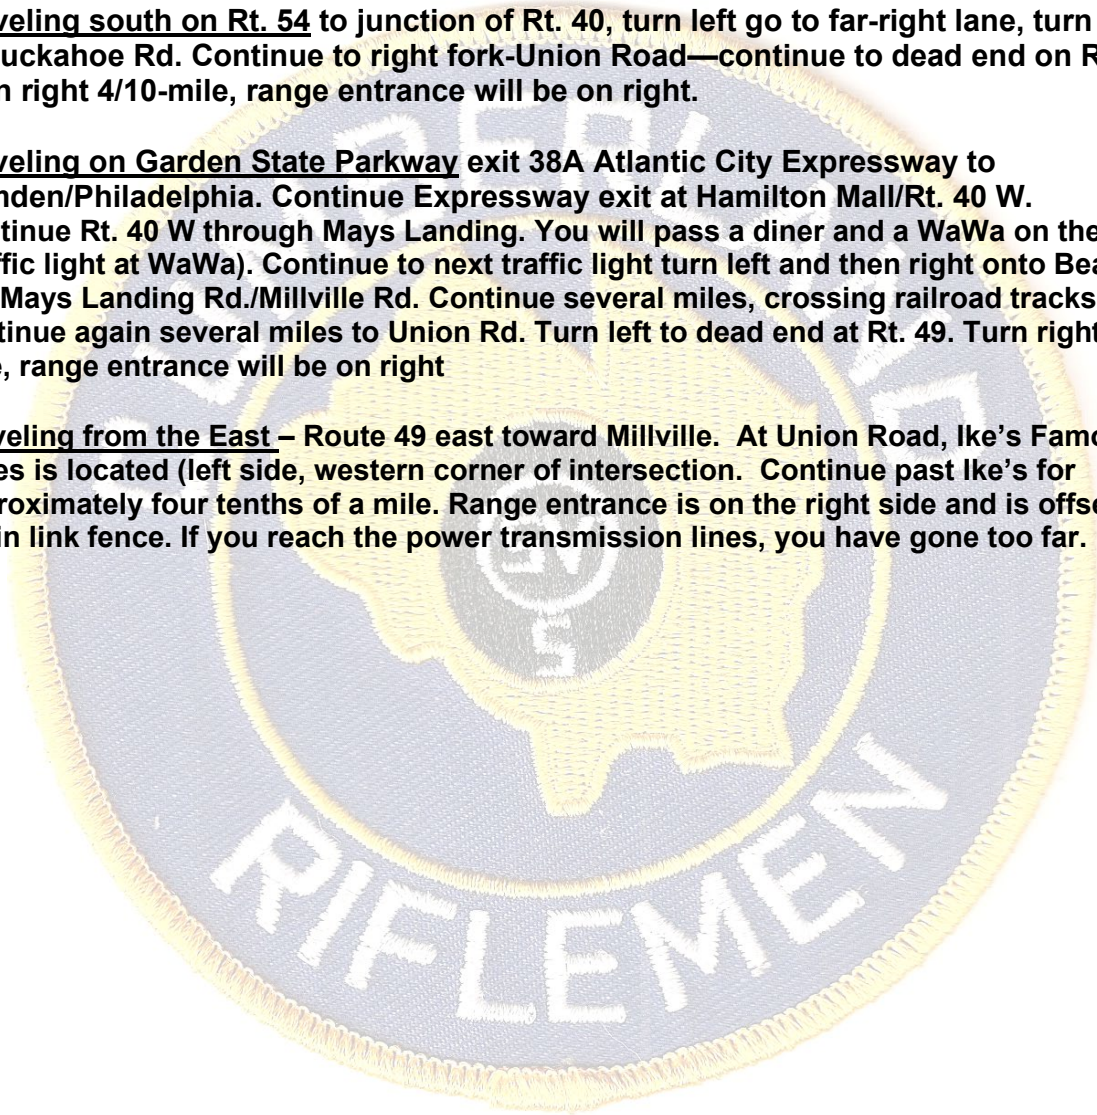 veling south on Rt. 54 to junction of Rt. 40, turn left go to far-right lane, turn
uckahoe Rd. Continue to right fork-Union Road—continue to dead end on R
n right 4/10-mile, range entrance will be on right.
veling on Garden State Parkway exit 38A Atlantic City Expressway to
nden/Philadelphia. Continue Expressway exit at Hamilton Mall/Rt. 40 W.
tinue Rt. 40 W through Mays Landing. You will pass a diner and a WaWa on the
ffic light at WaWa). Continue to next traffic light turn left and then right onto Bea
Mays Landing Rd./Millville Rd. Continue several miles, crossing railroad tracks
tinue again several miles to Union Rd. Turn left to dead end at Rt. 49. Turn right
e, range entrance will be on right
veling from the East – Route 49 east toward Millville. At Union Road, Ike's Famo
es is located (left side, western corner of intersection. Continue past Ike's for
roximately four tenths of a mile. Range entrance is on the right side and is offse
in link fence. If you reach the power transmission lines, you have gone too far.
CUMBERLAND
SV
S
RIFLEMEN